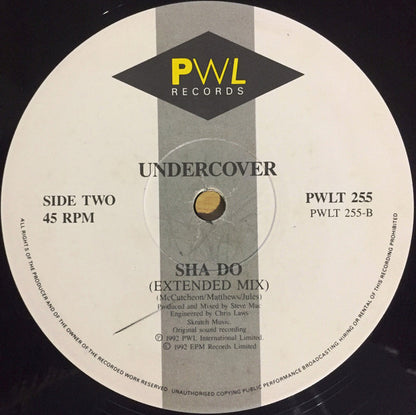 PWL
RECORDS
UNDERCOVER
SIDE TWO
45 RPM
PWLT 255
PWLT 255-B
SHA DO
(EXTENDED MIX)
(McCutcheon/Matthews/Jules)
Produced and Mixed by Steve Mac
Engineered by Chris Laws
Skratch Music.
Original sound recording
Ⓒ 1992 PWL International Limited.
Ⓟ 1992 EPM Records Limited
ALL RIGHTS OF THE PRODUCER AND OF THE OWNER OF THE RECORDED WORK RESERVED. UNAUTHORISED COPYING PUBLIC PERFORMANCE BROADCASTING HIRING OR RENTAL OF THIS RECORDING PROHIBITED